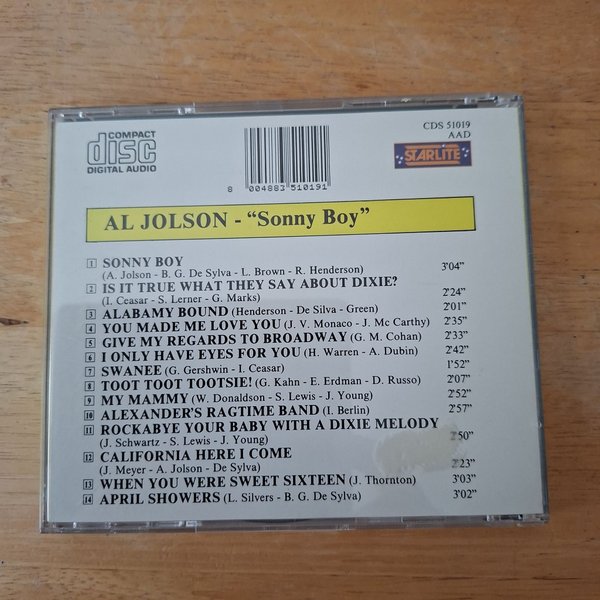 COMPACT
disc
DIGITAL AUDIO
8 004883 510191
CDS 51019
AAD
STARLITE
AL JOLSON - “Sonny Boy”
1 SONNY BOY
(A. Jolson - B. G. De Sylva - L. Brown - R. Henderson) 3'04”
2 IS IT TRUE WHAT THEY SAY ABOUT DIXIE?
(I. Ceasar - S. Lerner - G. Marks) 2'24”
3 ALABAMY BOUND (Henderson - De Silva - Green) 2'01”
4 YOU MADE ME LOVE YOU (J. V. Monaco - J. Mc Carthy) 2'35”
5 GIVE MY REGARDS TO BROADWAY (G. M. Cohan) 2'33”
6 I ONLY HAVE EYES FOR YOU (H. Warren - A. Dubin) 2'42”
7 SWANEE (G. Gershwin - I. Ceasar) 1'52”
8 TOOT TOOT TOOTSIE! (G. Kahn - E. Erdman - D. Russo) 2'07”
9 MY MAMMY (W. Donaldson - S. Lewis - J. Young) 2'52”
10 ALEXANDER'S RAGTIME BAND (I. Berlin) 2'57”
11 ROCKABYE YOUR BABY WITH A DIXIE MELODY
(J. Schwartz - S. Lewis - J. Young) 2'50”
12 CALIFORNIA HERE I COME
(J. Meyer - A. Jolson - De Sylva) 2'23”
13 WHEN YOU WERE SWEET SIXTEEN (J. Thornton) 3'03”
14 APRIL SHOWERS (L. Silvers - B. G. De Sylva) 3'02”